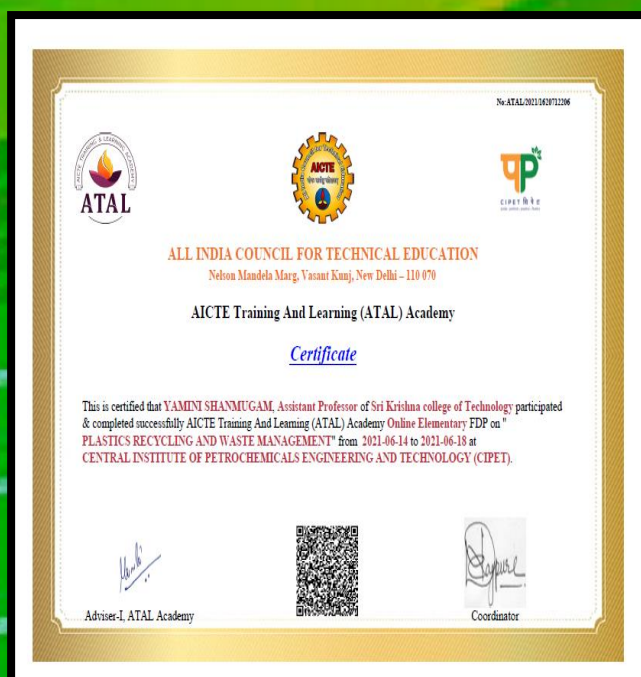 No:ATAL/2021/1620712206
ATAL
AICTE
CIPET
ALL INDIA COUNCIL FOR TECHNICAL EDUCATION
Nelson Mandela Marg, Vasant Kunj, New Delhi – 110 070
AICTE Training And Learning (ATAL) Academy
Certificate
This is certified that YAMINI SHANMUGAM, Assistant Professor of Sri Krishna college of Technology participated
& completed successfully AICTE Training And Learning (ATAL) Academy Online Elementary FDP on "
PLASTICS RECYCLING AND WASTE MANAGEMENT" from 2021-06-14 to 2021-06-18 at
CENTRAL INSTITUTE OF PETROCHEMICALS ENGINEERING AND TECHNOLOGY (CIPET).
Adviser-I, ATAL Academy
Coordinator